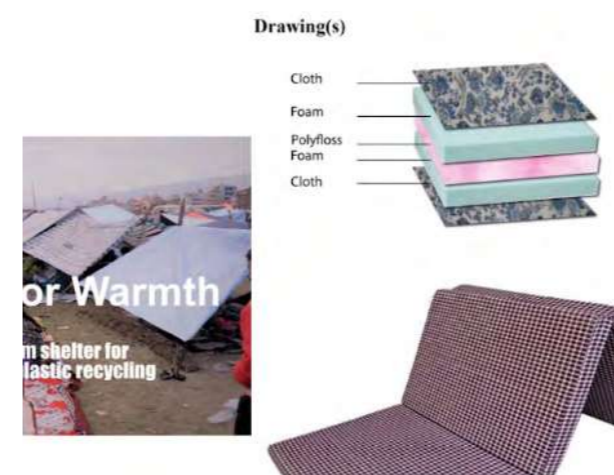 Drawing(s)
Cloth
Foam
Polyfloss
Foam
Cloth
or Warmth
m shelter for
lastic recycling